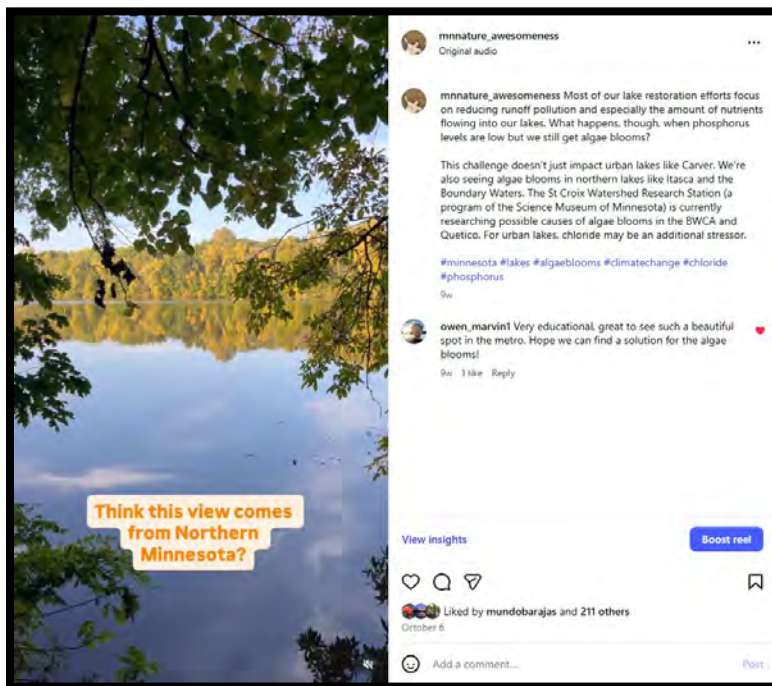 Think this view comes
from Northern
Minnesota?
mnnature_awesomeness
Original audio
mnnature_awesomeness Most of our lake restoration efforts focus
on reducing runoff pollution and especially the amount of nutrients
flowing into our lakes. What happens, though, when phosphorus
levels are low but we still get algae blooms?
This challenge doesn't just impact urban lakes like Carver. We're
also seeing algae blooms in northern lakes like Itasca and the
Boundary Waters. The St Croix Watershed Research Station (a
program of the Science Museum of Minnesota) is currently
researching possible causes of algae blooms in the BWCA and
Quetico. For urban lakes, chloride may be an additional stressor.
#minnesota #lakes #algaeblooms #climatechange #chloride
#phosphorus
9w
owen_marvin1 Very educational, great to see such a beautiful
spot in the metro. Hope we can find a solution for the algae
blooms!
9w 1 like Reply
View insights
Boost reel
Liked by mundobarajas and 211 others
October 6
Add a comment...
Post